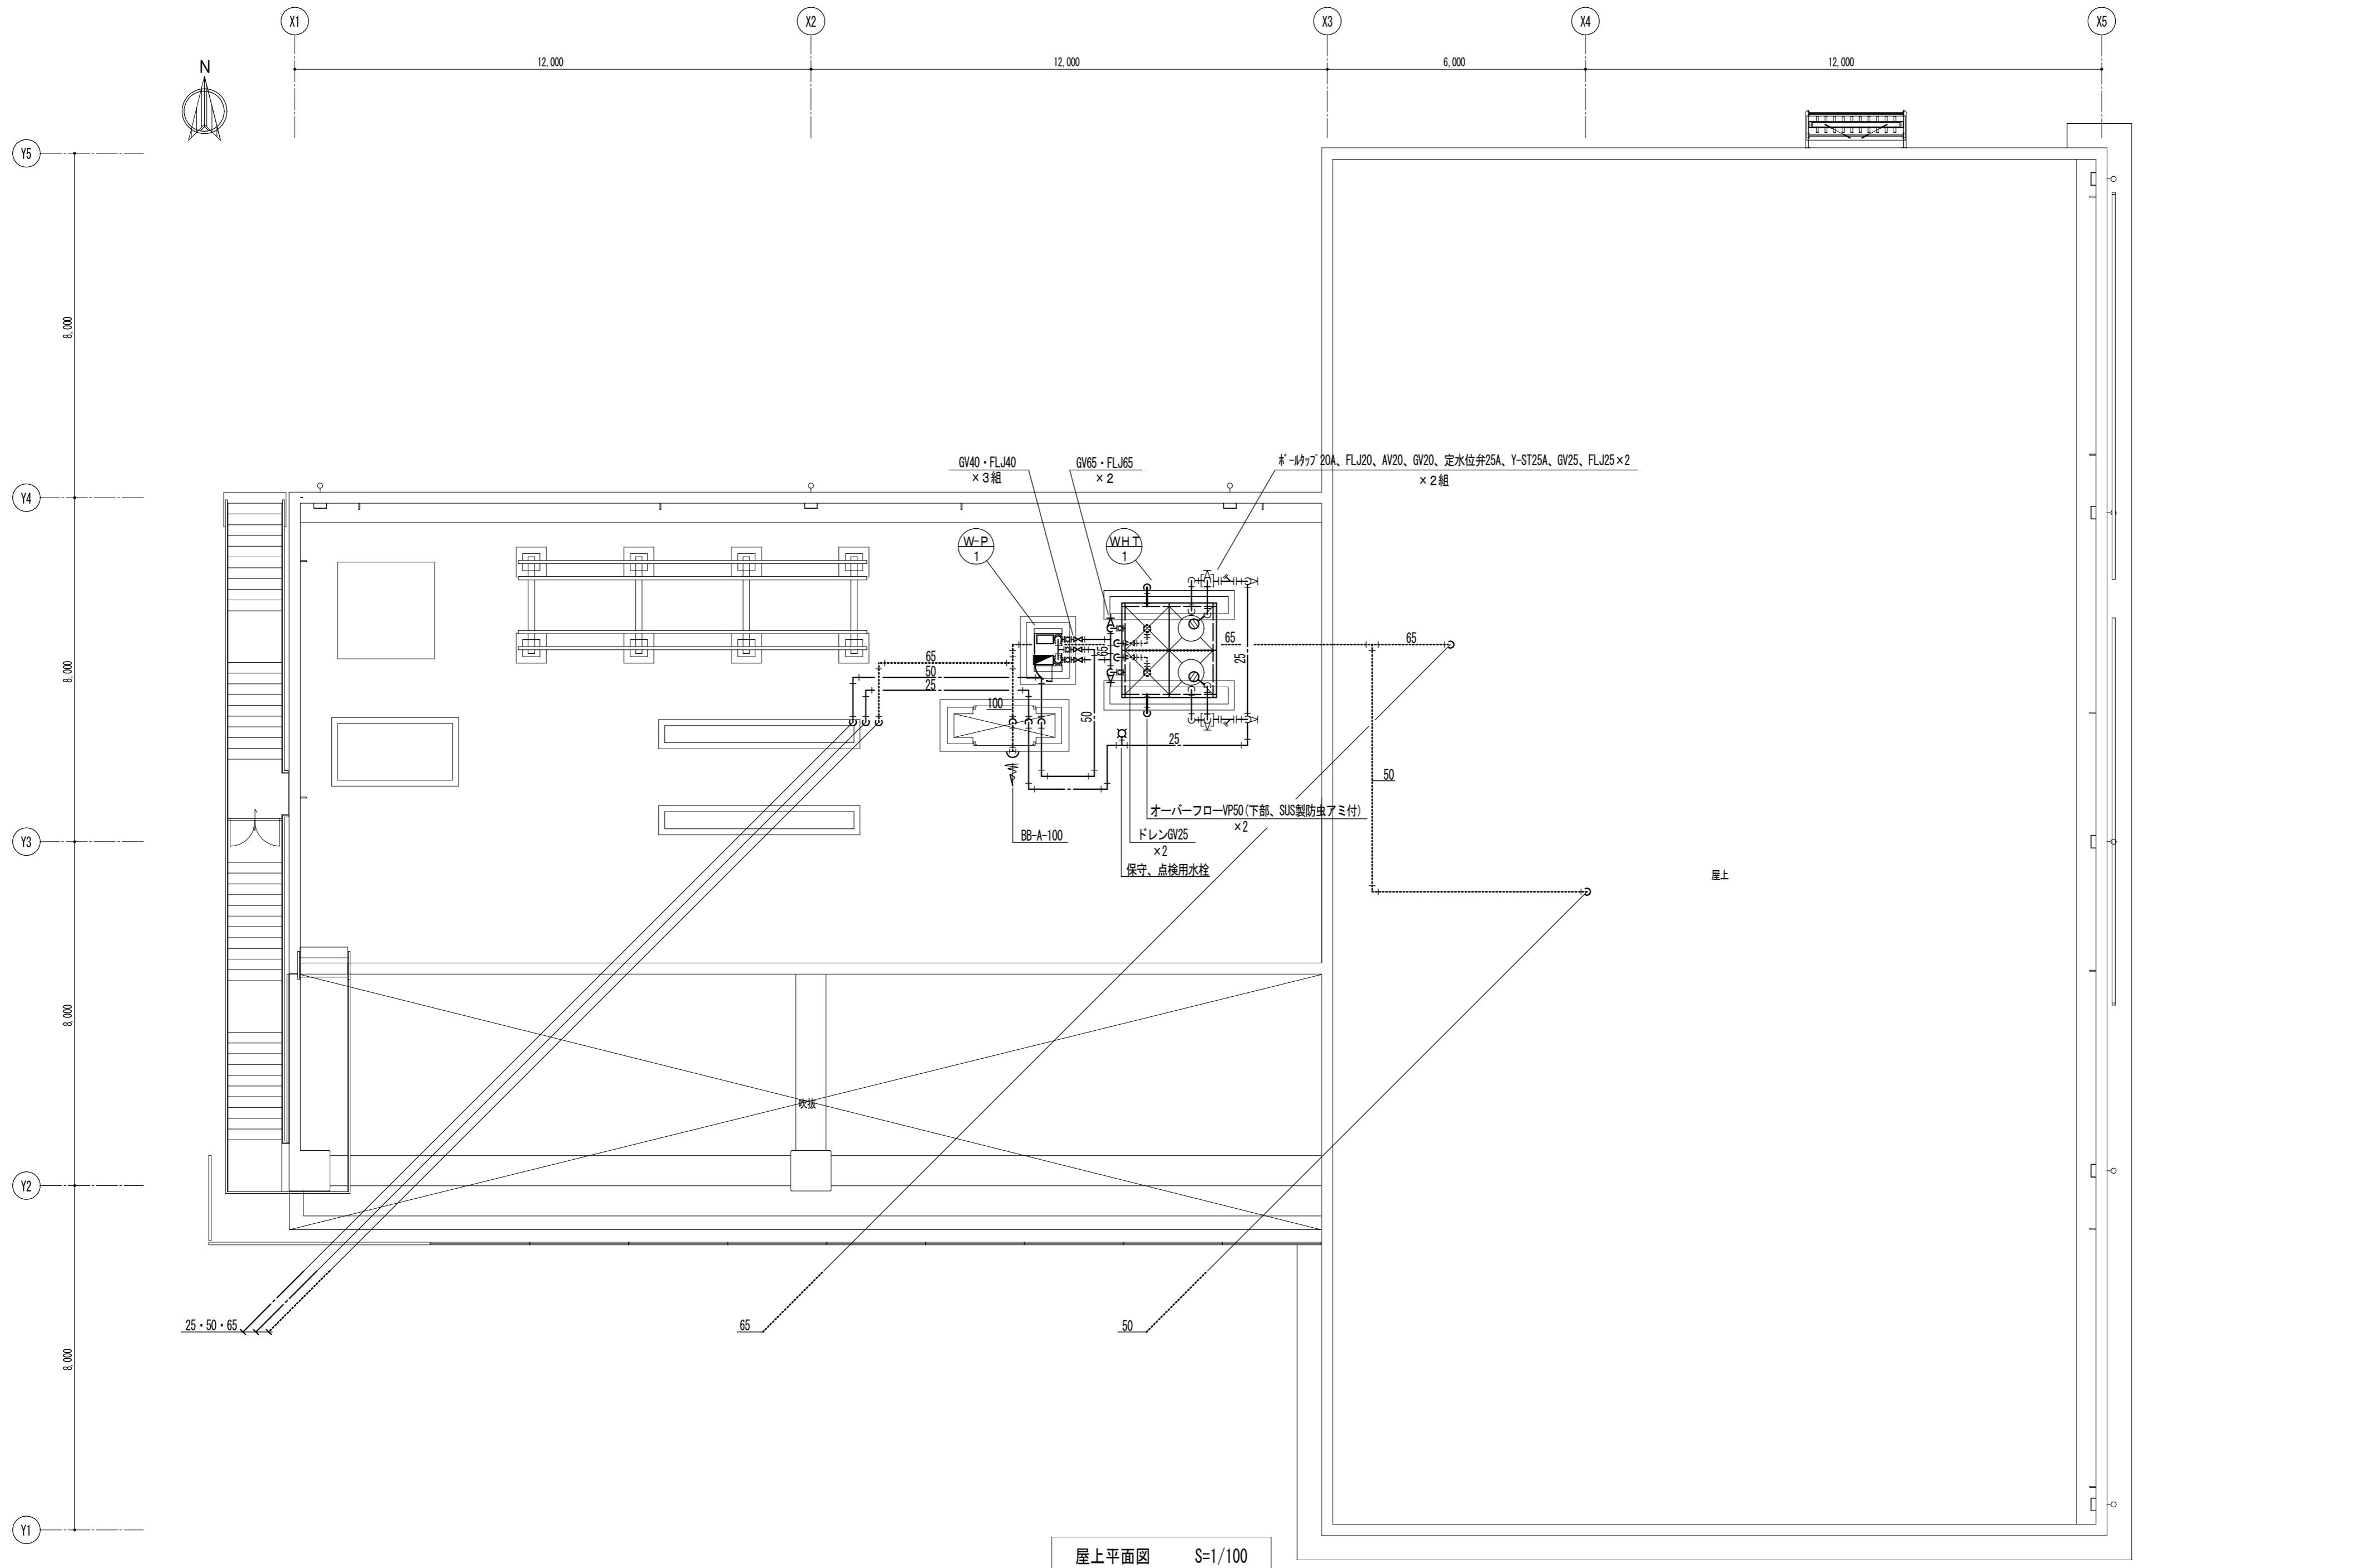 X1
X2
X3
X4
X5
12,000
12,000
6,000
12,000
N
Y5
8,000
Y4
GV40・FLJ40
×3組
GV65・FLJ65
×2
ボールタップ20A、FLJ20、AV20、GV20、定水位弁25A、Y-ST25A、GV25、FLJ25×2
×2組
W-P
1
WHT
1
8,000
65
50
25
100
65
65
25
65
50
25
50
オーバーフローVP50(下部、SUS製防虫アミ付)
×2
BB-A-100
ドレンGV25
×2
保守、点検用水栓
屋上
Y3
8,000
吹抜
Y2
25・50・65
65
50
8,000
Y1
屋上平面図 S=1/100